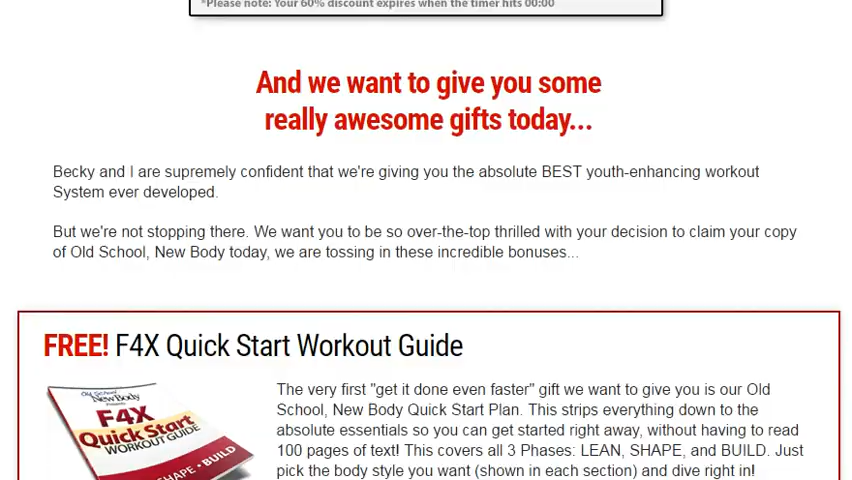 *Please note: Your 60% discount expires when the timer hits 00:00
And we want to give you some
really awesome gifts today...
Becky and I are supremely confident that we're giving you the absolute BEST youth-enhancing workout
System ever developed.
But we're not stopping there. We want you to be so over-the-top thrilled with your decision to claim your copy
of Old School, New Body today, we are tossing in these incredible bonuses...
FREE! F4X Quick Start Workout Guide
Old School
New Body
F4X
Quick Start
WORKOUT GUIDE
SHAPE • BUILD
The very first "get it done even faster" gift we want to give you is our Old
School, New Body Quick Start Plan. This strips everything down to the
absolute essentials so you can get started right away, without having to read
100 pages of text! This covers all 3 Phases: LEAN, SHAPE, and BUILD. Just
pick the body style you want (shown in each section) and dive right in!